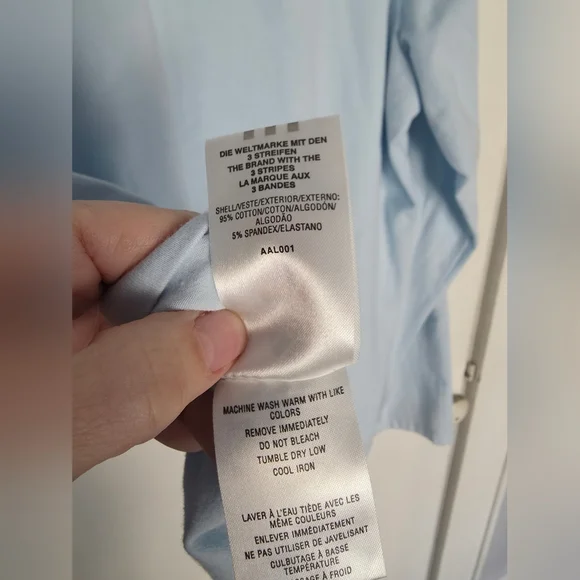 DIE WELTMARKE MIT DEN
3 STREIFEN
THE BRAND WITH THE
3 STRIPES
LA MARQUE AUX
3 BANDES
SHELL/VESTE/EXTERIOR/EXTERNO:
95% COTTON/COTON/ALGODÓN/
ALGODÃO
5% SPANDEX/ELASTANO
AAL001
MACHINE WASH WARM WITH LIKE
COLORS
REMOVE IMMEDIATELY
DO NOT BLEACH
TUMBLE DRY LOW
COOL IRON
LAVER À L'EAU TIÈDE AVEC LES
MÊME COULEURS
ENLEVER IMMÉDIATEMENT
NE PAS UTILISER DE JAVELISANT
CULBUTAGE À BASSE
TEMPÉRATURE
À FROID